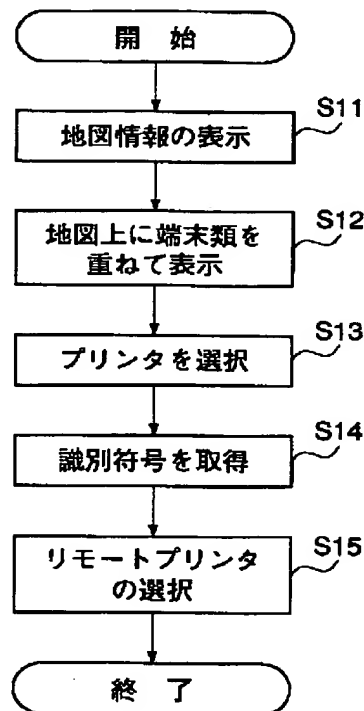 開 始
地図情報の表示
S11
地図上に端末類を
重ねて表示
S12
プリンタを選択
S13
識別符号を取得
S14
リモートプリンタ
の選択
S15
終 了